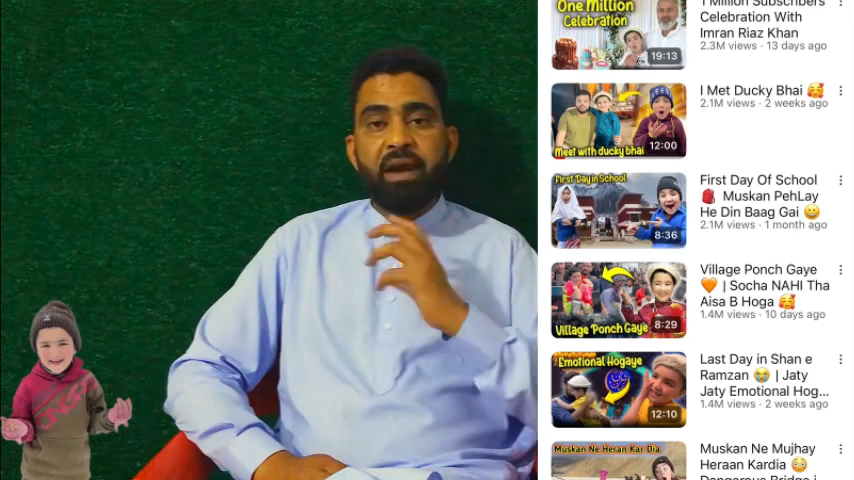 One Million
Celebration
19:13
1 Million Subscribers
Celebration With
Imran Riaz Khan
2.3M views · 13 days ago
Meet with ducky bhai
12:00
I Met Ducky Bhai 🥰
2.1M views · 2 weeks ago
First Day in School
8:36
First Day Of School
🎒 Muskan PehLay
He Din Baag Gai 😀
2.1M views · 1 month ago
Village Ponch Gaye
8:29
Village Ponch Gaye
🧡 | Socha NAHI Tha
Aisa B Hoga 🥰
1.4M views · 10 days ago
Emotional Hogaye
12:10
Last Day in Shan e
Ramzan 😭 | Jaty
Jaty Emotional Hog...
1.4M views · 2 weeks ago
Muskan Ne Heran Kar Dia
Muskan Ne Mujhay
Heraan Kardia 😳
Dangerous Bridge i